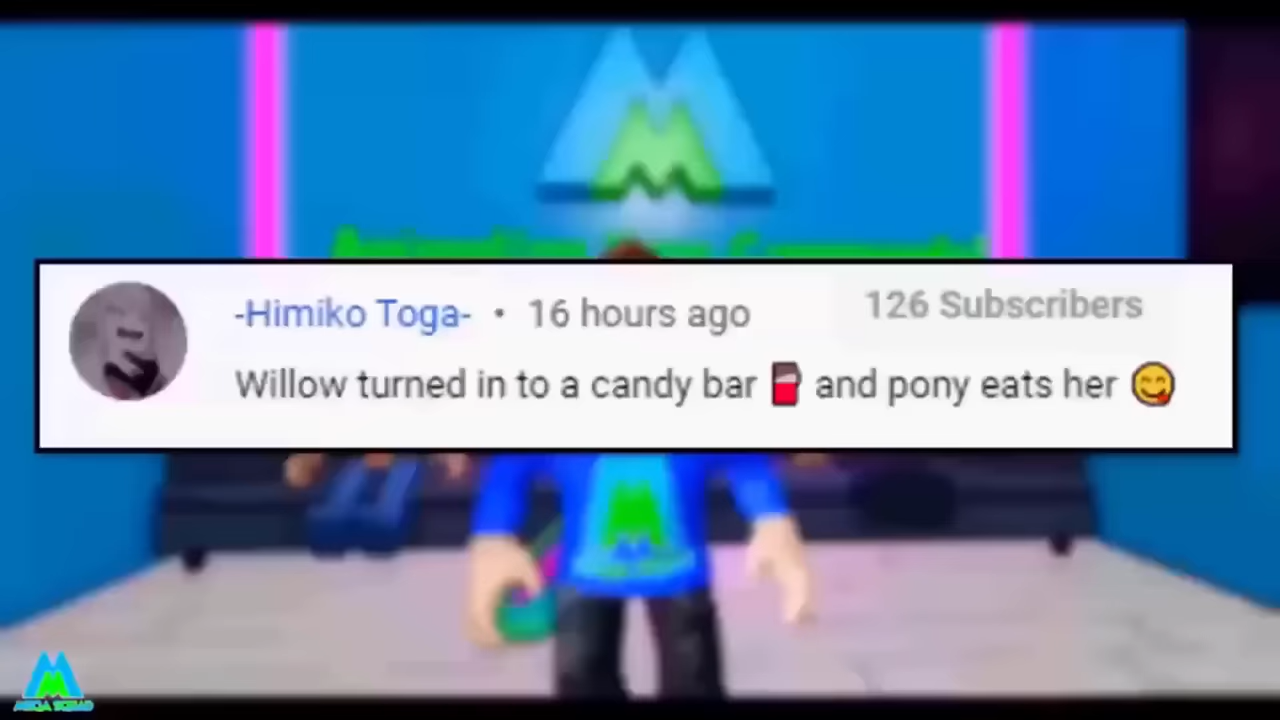 -Himiko Toga- • 16 hours ago
126 Subscribers
Willow turned in to a candy bar 🍫 and pony eats her 😋